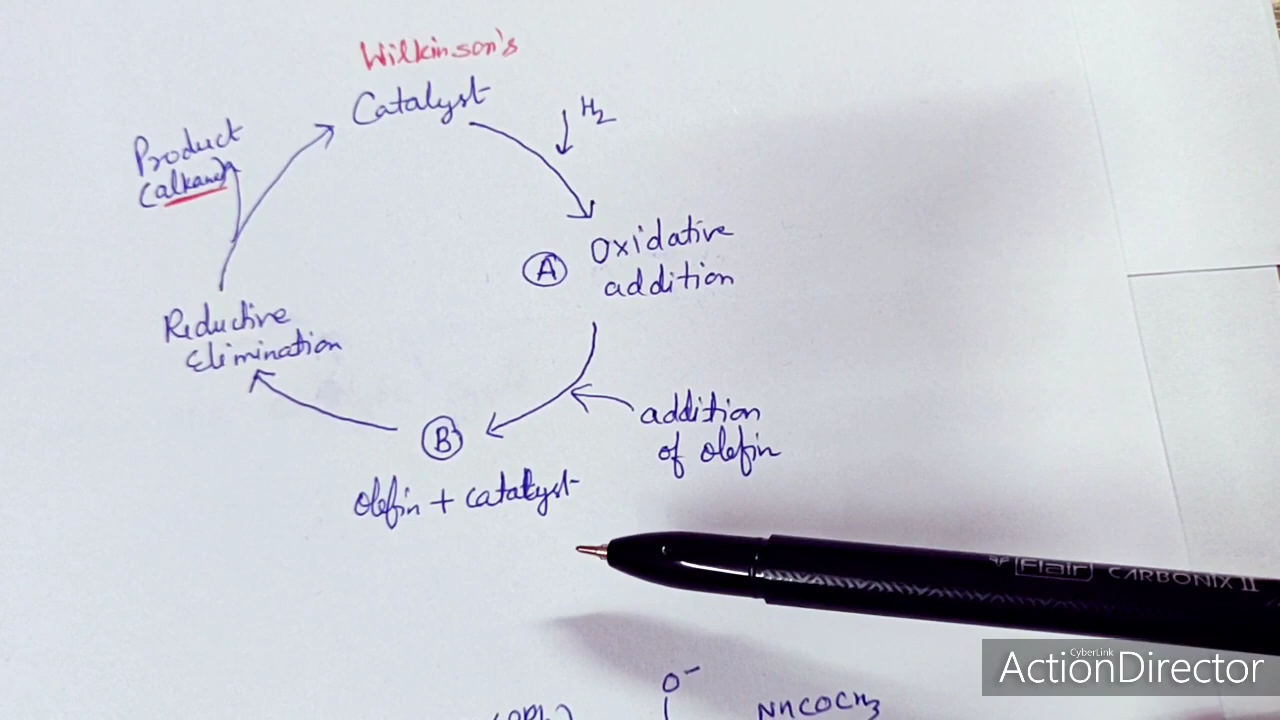 Wilkinson's
Catalyst
H2
Product
(alkane)
Oxidative
addition
A
Reductive
Elimination
addition
of olefin
B
olefin + catalyst
Flair CARBONIX II
CyberLink
ActionDirector
O-
NHCOCH3